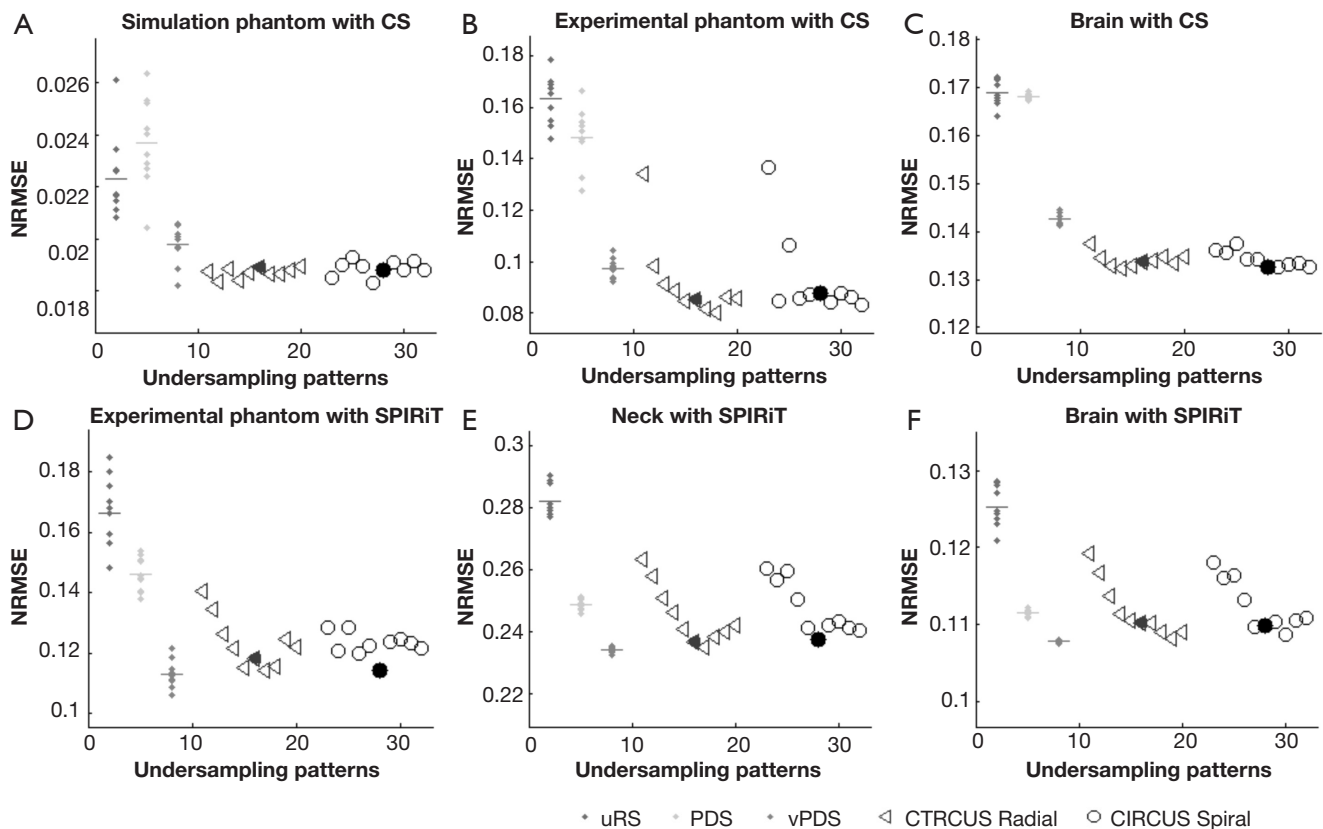 A Simulation phantom with CS
NRMSE
0.026
0.024
0.022
0.02
0.018
0 10 20 30
Undersampling patterns
B Experimental phantom with CS
NRMSE
0.18
0.16
0.14
0.12
0.1
0.08
0 10 20 30
Undersampling patterns
C Brain with CS
NRMSE
0.18
0.17
0.16
0.15
0.14
0.13
0.12
0 10 20 30
Undersampling patterns
D Experimental phantom with SPIRiT
NRMSE
0.18
0.16
0.14
0.12
0.1
0 10 20 30
Undersampling patterns
E Neck with SPIRiT
NRMSE
0.3
0.28
0.26
0.24
0.22
0 10 20 30
Undersampling patterns
F Brain with SPIRiT
NRMSE
0.13
0.12
0.11
0.1
0 10 20 30
Undersampling patterns
uRS PDS vPDS CTRCUS Radial CIRCUS Spiral